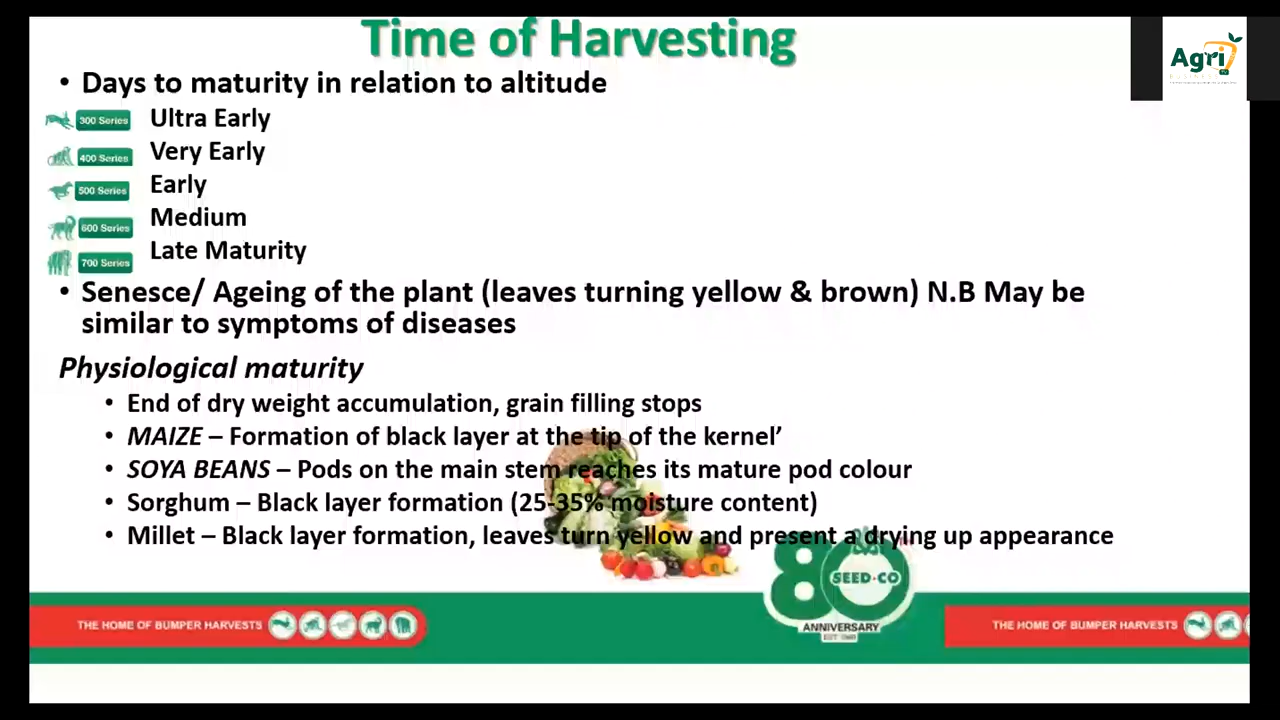 Time of Harvesting
Agri
• Days to maturity in relation to altitude
300 Series Ultra Early
400 Series Very Early
500 Series Early
600 Series Medium
700 Series Late Maturity
• Senesce/ Ageing of the plant (leaves turning yellow & brown) N.B May be
similar to symptoms of diseases
Physiological maturity
• End of dry weight accumulation, grain filling stops
• MAIZE – Formation of black layer at the tip of the kernel’
• SOYA BEANS – Pods on the main stem reaches its mature pod colour
• Sorghum – Black layer formation (25-35% moisture content)
• Millet – Black layer formation, leaves turn yellow and present a drying up appearance
80
SEED·CO
THE HOME OF BUMPER HARVESTS
ANNIVERSARY
EST 1940
THE HOME OF BUMPER HARVESTS